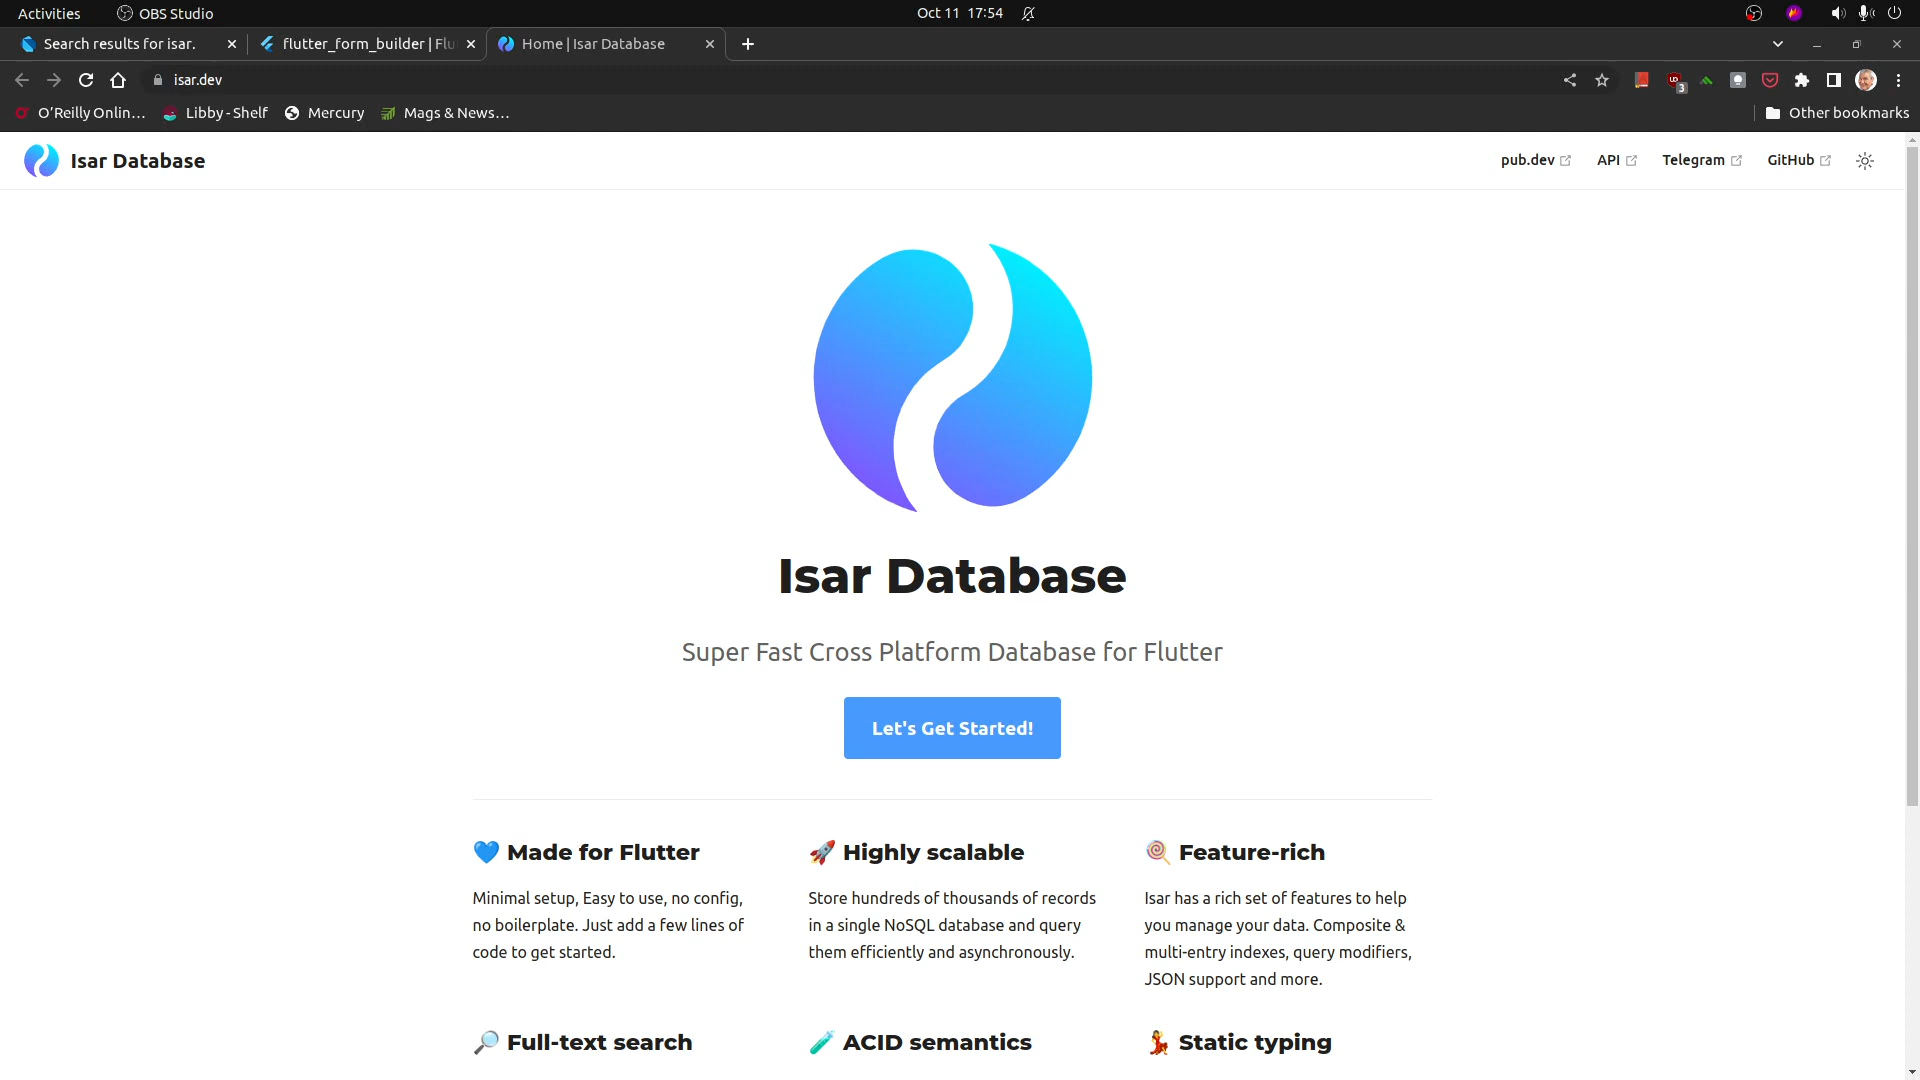 Activities
OBS Studio
Oct 11 17:54
Search results for isar.
flutter_form_builder | Flu
Home | Isar Database
isar.dev
3
O'Reilly Onlin...
Libby - Shelf
Mercury
Mags & News...
Other bookmarks
Isar Database
pub.dev
API
Telegram
GitHub
Isar Database
Super Fast Cross Platform Database for Flutter
Let's Get Started!
💙 Made for Flutter
Minimal setup, Easy to use, no config,
no boilerplate. Just add a few lines of
code to get started.
🚀 Highly scalable
Store hundreds of thousands of records
in a single NoSQL database and query
them efficiently and asynchronously.
🍭 Feature-rich
Isar has a rich set of features to help
you manage your data. Composite &
multi-entry indexes, query modifiers,
JSON support and more.
🔎 Full-text search
🧪 ACID semantics
💃 Static typing